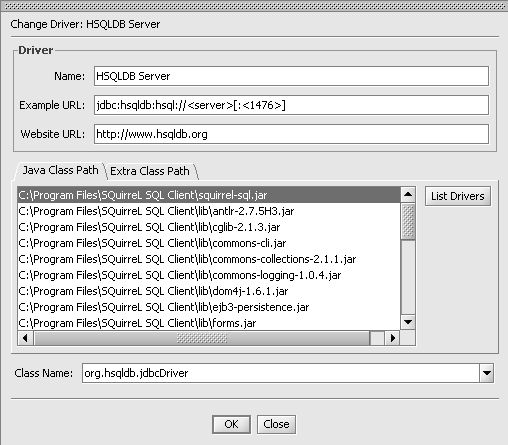 Change Driver: HSQLDB Server
Driver
Name: HSQLDB Server
Example URL: jdbc:hsqldb:hsql://<server>[:<1476>]
Website URL: http://www.hsqldb.org
Java Class Path Extra Class Path
C:\Program Files\SQuirreL SQL Client\squirrel-sql.jar
List Drivers
C:\Program Files\SQuirreL SQL Client\lib\antlr-2.7.5H3.jar
C:\Program Files\SQuirreL SQL Client\lib\cglib-2.1.3.jar
C:\Program Files\SQuirreL SQL Client\lib\commons-cli.jar
C:\Program Files\SQuirreL SQL Client\lib\commons-collections-2.1.1.jar
C:\Program Files\SQuirreL SQL Client\lib\commons-logging-1.0.4.jar
C:\Program Files\SQuirreL SQL Client\lib\dom4j-1.6.1.jar
C:\Program Files\SQuirreL SQL Client\lib\ejb3-persistence.jar
C:\Program Files\SQuirreL SQL Client\lib\forms.jar
Class Name: org.hsqldb.jdbcDriver
OK Close